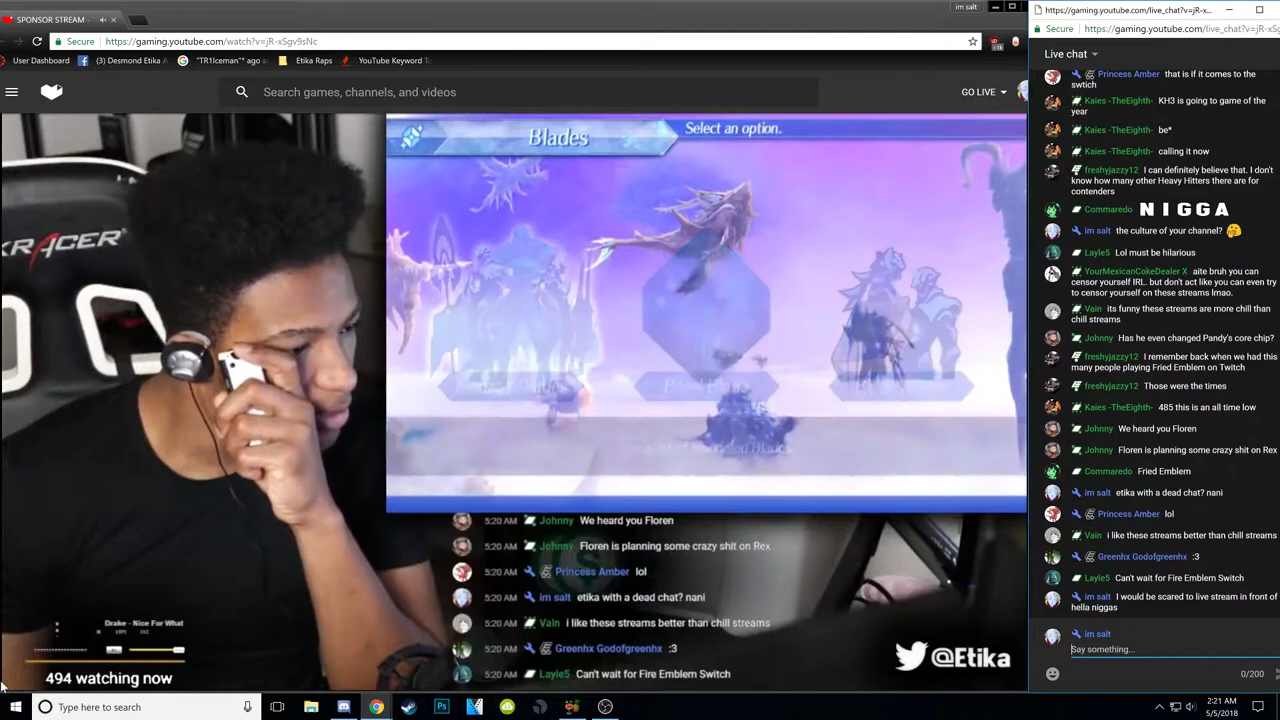 SPONSOR STREAM -
im salt
https://gaming.youtube.com/live_chat?v=jR-x...
Secure https://gaming.youtube.com/watch?v=jR-xSgv9sNc
Secure https://gaming.youtube.com/live_chat?v=jR-xSg
User Dashboard (3) Desmond Etika A "TR1Iceman"* ago s Etika Raps YouTube Keyword T
Search games, channels, and videos
GO LIVE
Blades
Select an option.
XRACER
5:20 AM Johnny We heard you Floren
5:20 AM Johnny Floren is planning some crazy shit on Rex
5:20 AM Princess Amber lol
5:20 AM im salt etika with a dead chat? nani
5:20 AM Vain i like these streams better than chill streams
5:20 AM Greenhx Godofgreenhx :3
5:20 AM Layle5 Can't wait for Fire Emblem Switch
Drake - Nice For What
494 watching now
@Etika
Live chat
Princess Amber that is if it comes to the
swtich
Kaies -TheEighth- KH3 is going to game of the
year
Kaies -TheEighth- be*
Kaies -TheEighth- calling it now
freshyjazzy12 I can definitely believe that. I don't
know how many other Heavy Hitters there are for
contenders
Commaredo N I G G A
im salt the culture of your channel?
Layle5 Lol must be hilarious
YourMexicanCokeDealer X aite bruh you can
censor yourself IRL. but don't act like you can even try
to censor yourself on these streams lmao.
Vain its funny these streams are more chill than
chill streams
Johnny Has he even changed Pandy's core chip?
freshyjazzy12 I remember back when we had this
many people playing Fried Emblem on Twitch
freshyjazzy12 Those were the times
Kaies -TheEighth- 485 this is an all time low
Johnny We heard you Floren
Johnny Floren is planning some crazy shit on Rex
Commaredo Fried Emblem
im salt etika with a dead chat? nani
Princess Amber lol
Vain i like these streams better than chill streams
Greenhx Godofgreenhx :3
Layle5 Can't wait for Fire Emblem Switch
im salt I would be scared to live stream in front of
hella niggas
im salt
Say something...
0/200
Type here to search
2:21 AM
5/5/2018